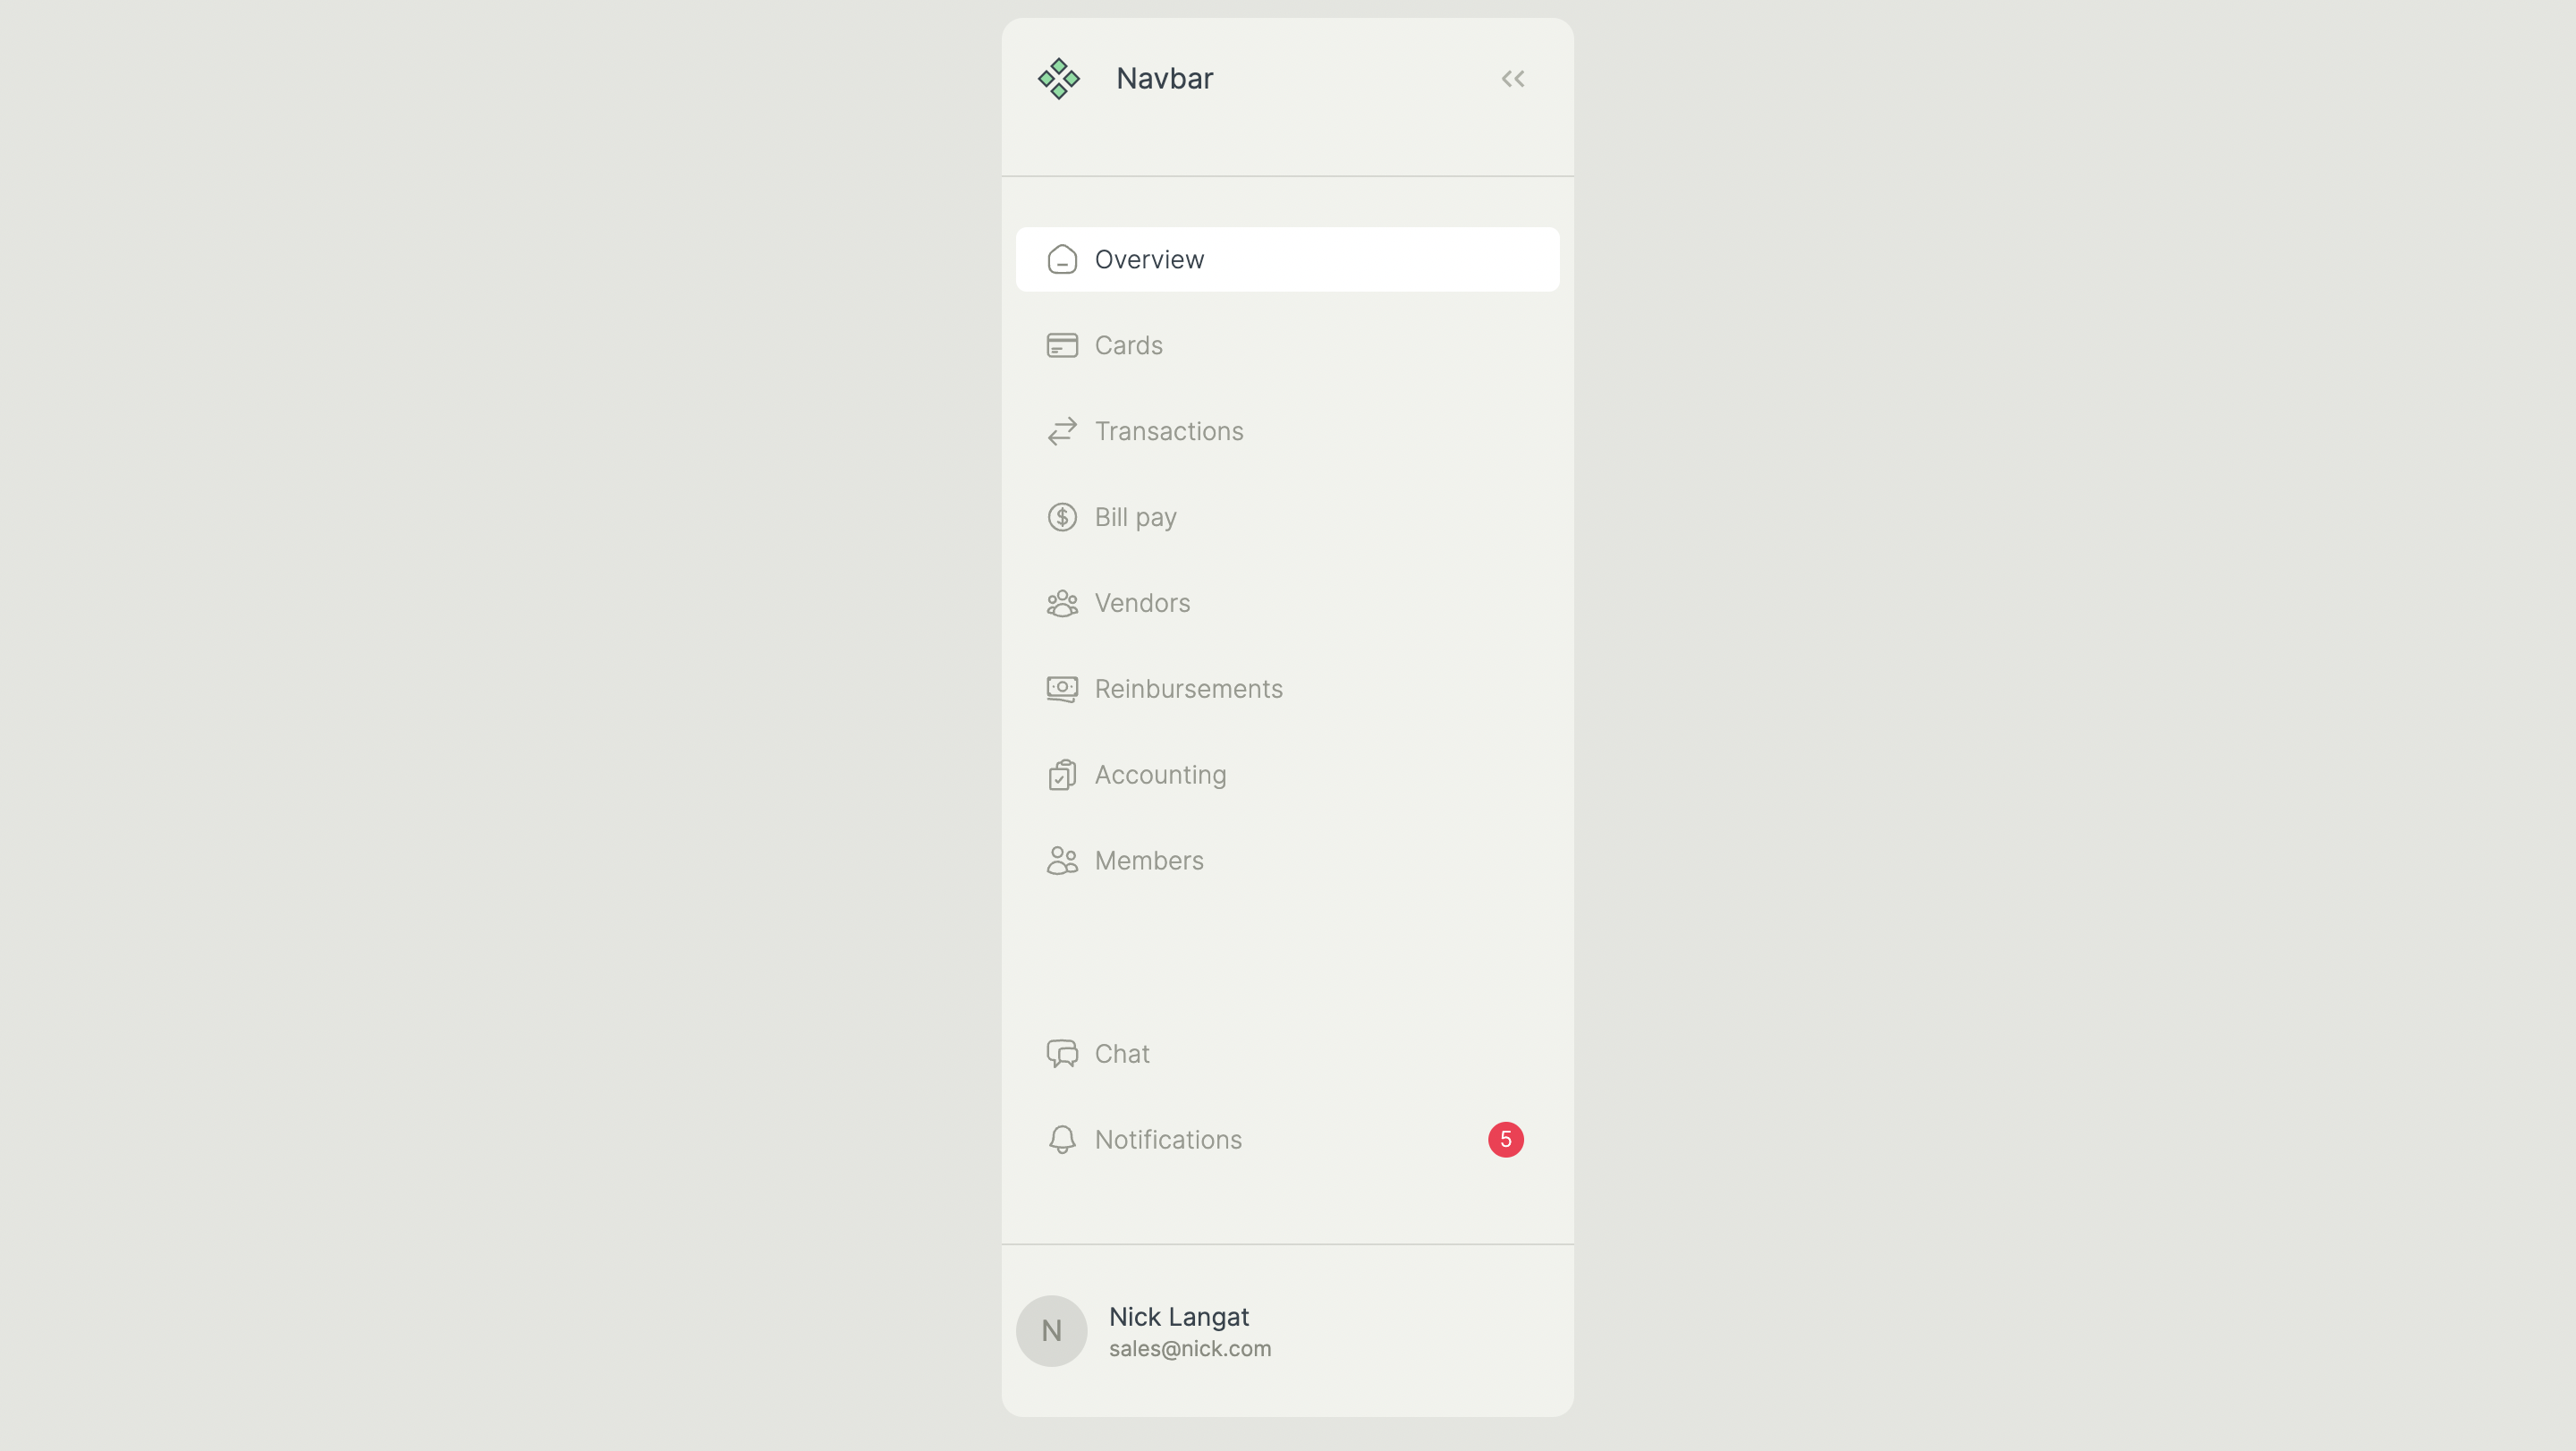 Navbar
Overview
Cards
Transactions
Bill pay
Vendors
Reinbursements
Accounting
Members
Chat
Notifications 5
N
Nick Langat
sales@nick.com